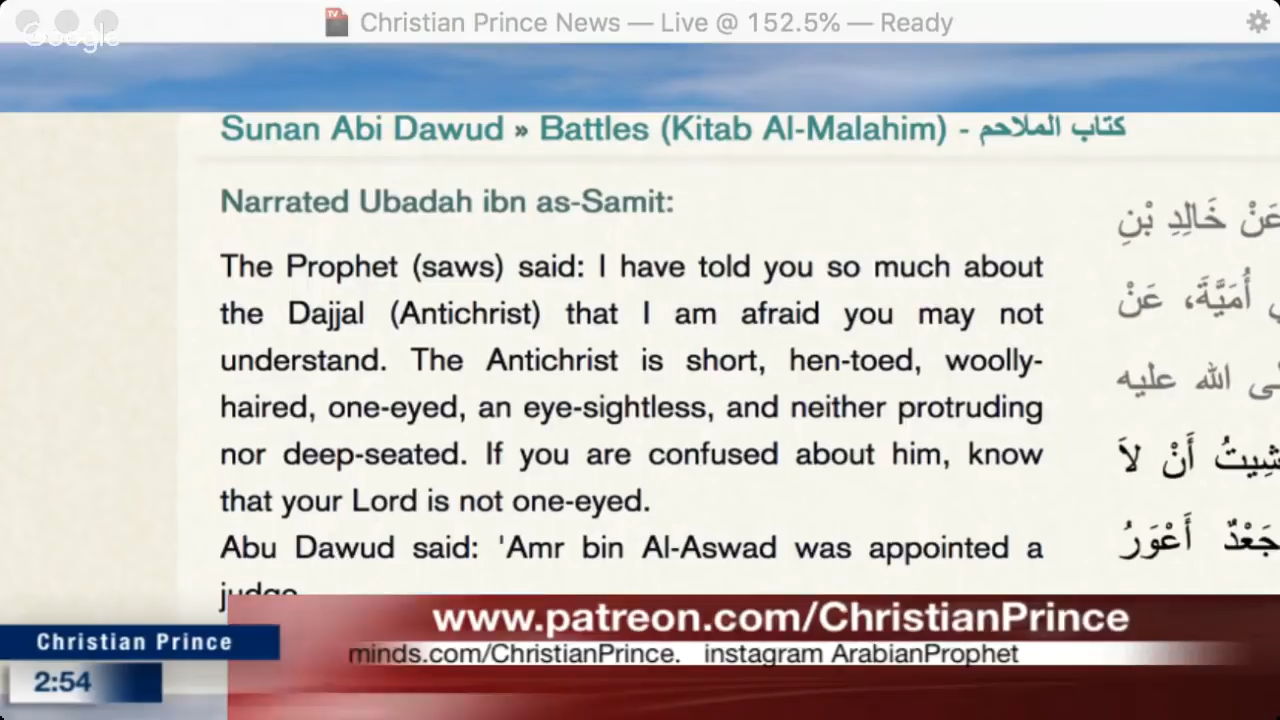 Christian Prince News — Live @ 152.5% — Ready
Google
Sunan Abi Dawud » Battles (Kitab Al-Malahim) - كتاب الملاحم
Narrated Ubadah ibn as-Samit:
The Prophet (saws) said: I have told you so much about
the Dajjal (Antichrist) that I am afraid you may not
understand. The Antichrist is short, hen-toed, woolly-
haired, one-eyed, an eye-sightless, and neither protruding
nor deep-seated. If you are confused about him, know
that your Lord is not one-eyed.
Abu Dawud said: 'Amr bin Al-Aswad was appointed a
judge.
عَنْ خَالِدِ بْنِ
أُمَيَّةَ، عَنْ
الله عليه
أَنْ لاَ
جَعْدٌ أَعْوَرُ
www.patreon.com/ChristianPrince
minds.com/ChristianPrince. instagram ArabianProphet
Christian Prince
2:54